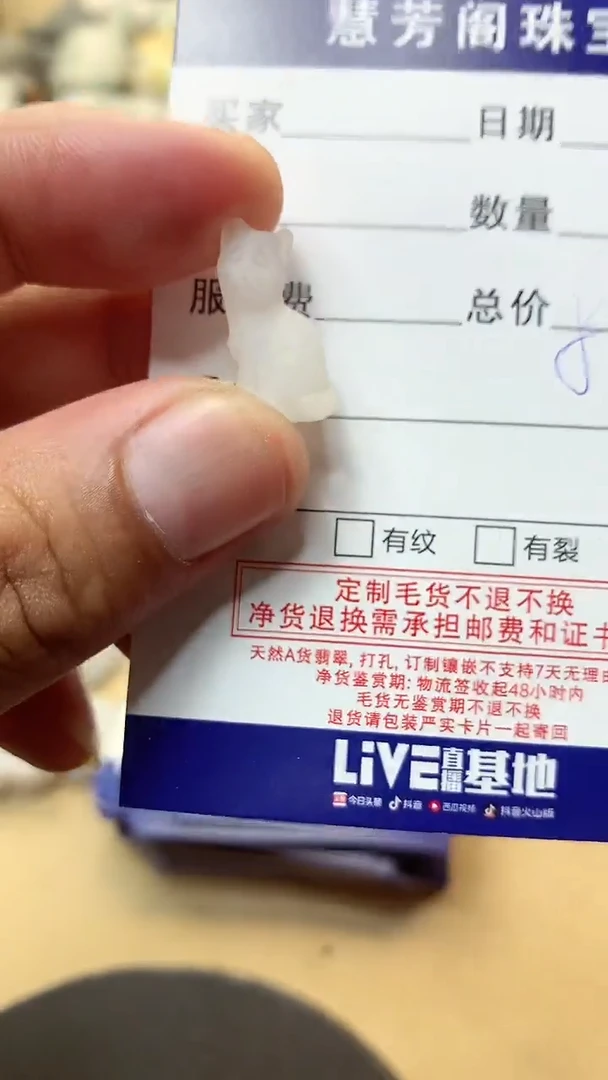 慧芳阁珠宝
买家 日期
数量
服 费 总价
有纹 有裂
定制毛货不退不换
净货退换需承担邮费和证书
天然A货翡翠, 打孔, 订制镶嵌不支持7天无理由
净货鉴赏期: 物流签收起48小时内
毛货无鉴赏期不退不换
退货请包装严实卡片一起寄回
LiVE直播基地
今日头条 抖音 西瓜视频 抖音火山版